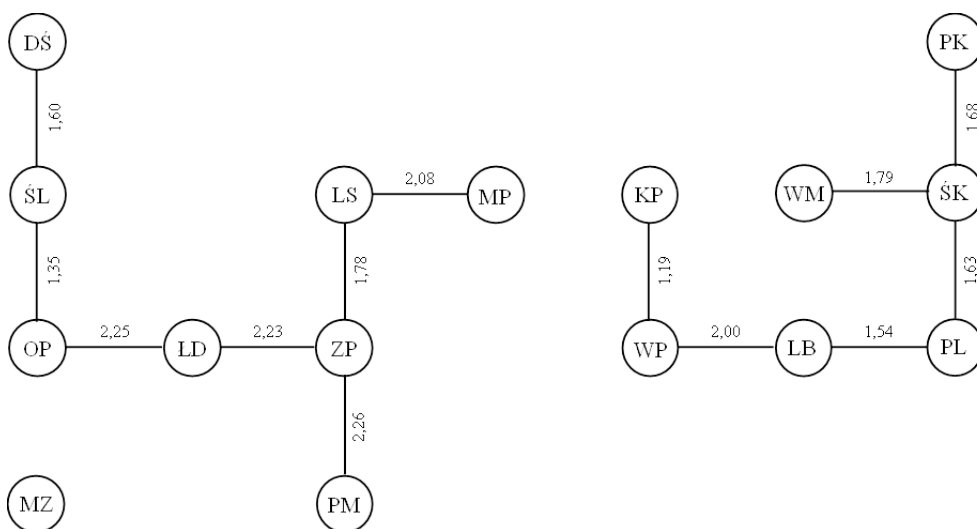 DŚ
PK
1,60
1,68
ŚL
LS
2,08
MP
KP
WM
1,79
ŚK
1,35
1,78
1,19
1,63
OP
2,25
ŁD
2,23
ZP
WP
2,00
LB
1,54
PL
2,26
MZ
PM